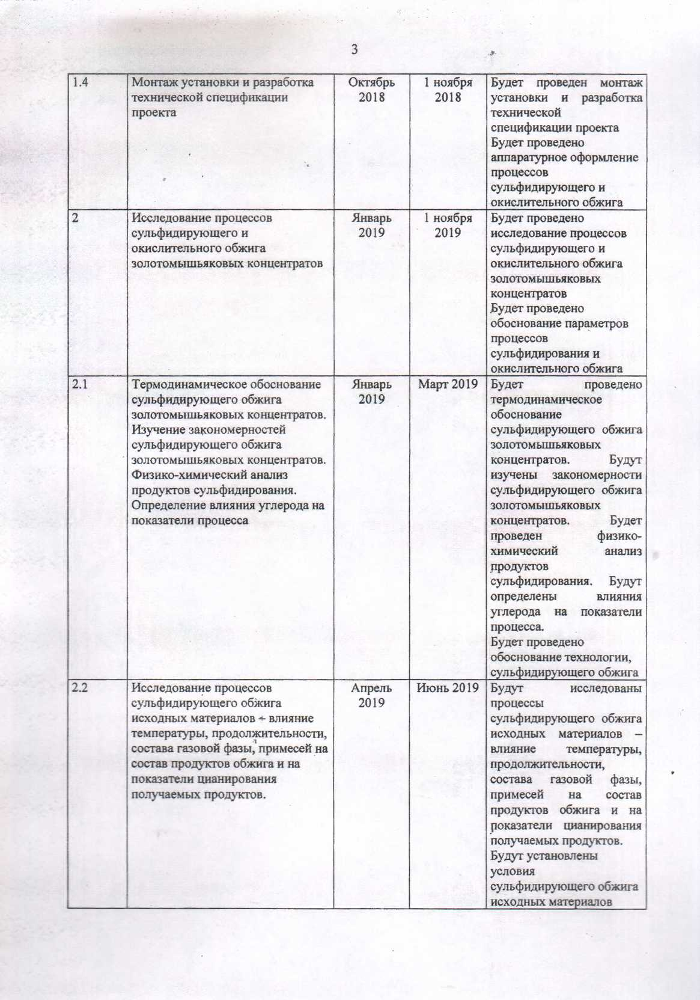 3
1.4
Монтаж установки и разработка
технической спецификации
проекта
Октябрь
2018
1 ноября
2018
Будет проведен монтаж
установки и разработка
технической
спецификации проекта
Будет проведено
аппаратурное оформление
процессов
сульфидирующего и
окислительного обжига
2
Исследование процессов
сульфидирующего и
окислительного обжига
золотомышьяковых концентратов
Январь
2019
1 ноября
2019
Будет проведено
исследование процессов
сульфидирующего и
окислительного обжига
золотомышьяковых
концентратов
Будет проведено
обоснование параметров
процессов
сульфидирования и
окислительного обжига
2.1
Термодинамическое обоснование
сульфидирующего обжига
золотомышьяковых концентратов.
Изучение закономерностей
сульфидирующего обжига
золотомышьяковых концентратов.
Физико-химический анализ
продуктов сульфидирования.
Определение влияния углерода на
показатели процесса
Январь
2019
Март 2019
Будет проведено
термодинамическое
обоснование
сульфидирующего обжига
золотомышьяковых
концентратов. Будут
изучены закономерности
сульфидирующего обжига
золотомышьяковых
концентратов. Будет
проведен физико-
химический анализ
продуктов
сульфидирования. Будут
определены влияния
углерода на показатели
процесса.
Будет проведено
обоснование технологии,
сульфидирующего обжига
2.2
Исследование процессов
сульфидирующего обжига
исходных материалов – влияние
температуры, продолжительности,
состава газовой фазы, примесей на
состав продуктов обжига и на
показатели цианирования
получаемых продуктов.
Апрель
2019
Июнь 2019
Будут исследованы
процессы
сульфидирующего обжига
исходных материалов –
влияние температуры,
продолжительности,
состава газовой фазы,
примесей на состав
продуктов обжига и на
показатели цианирования
получаемых продуктов.
Будут установлены
условия
сульфидирующего обжига
исходных материалов